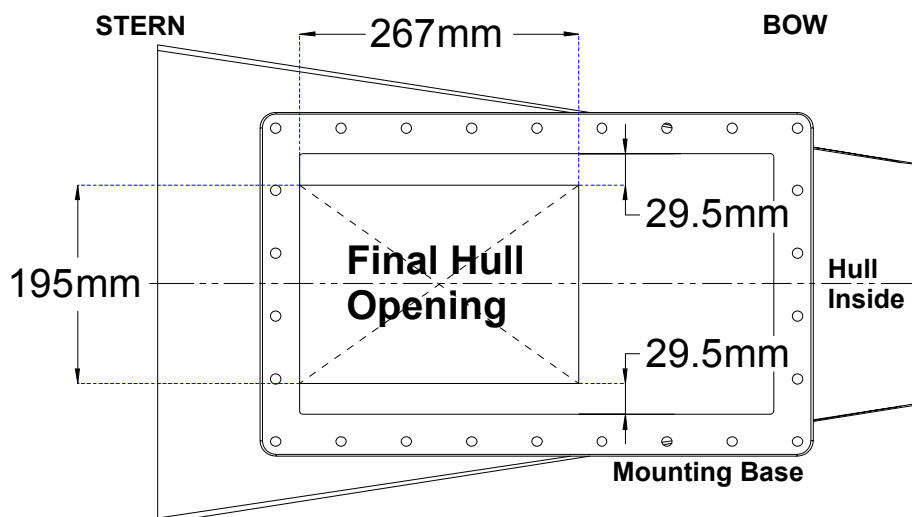 STERN
267mm
BOW
29.5mm
195mm
Final Hull
Opening
Hull
Inside
29.5mm
Mounting Base